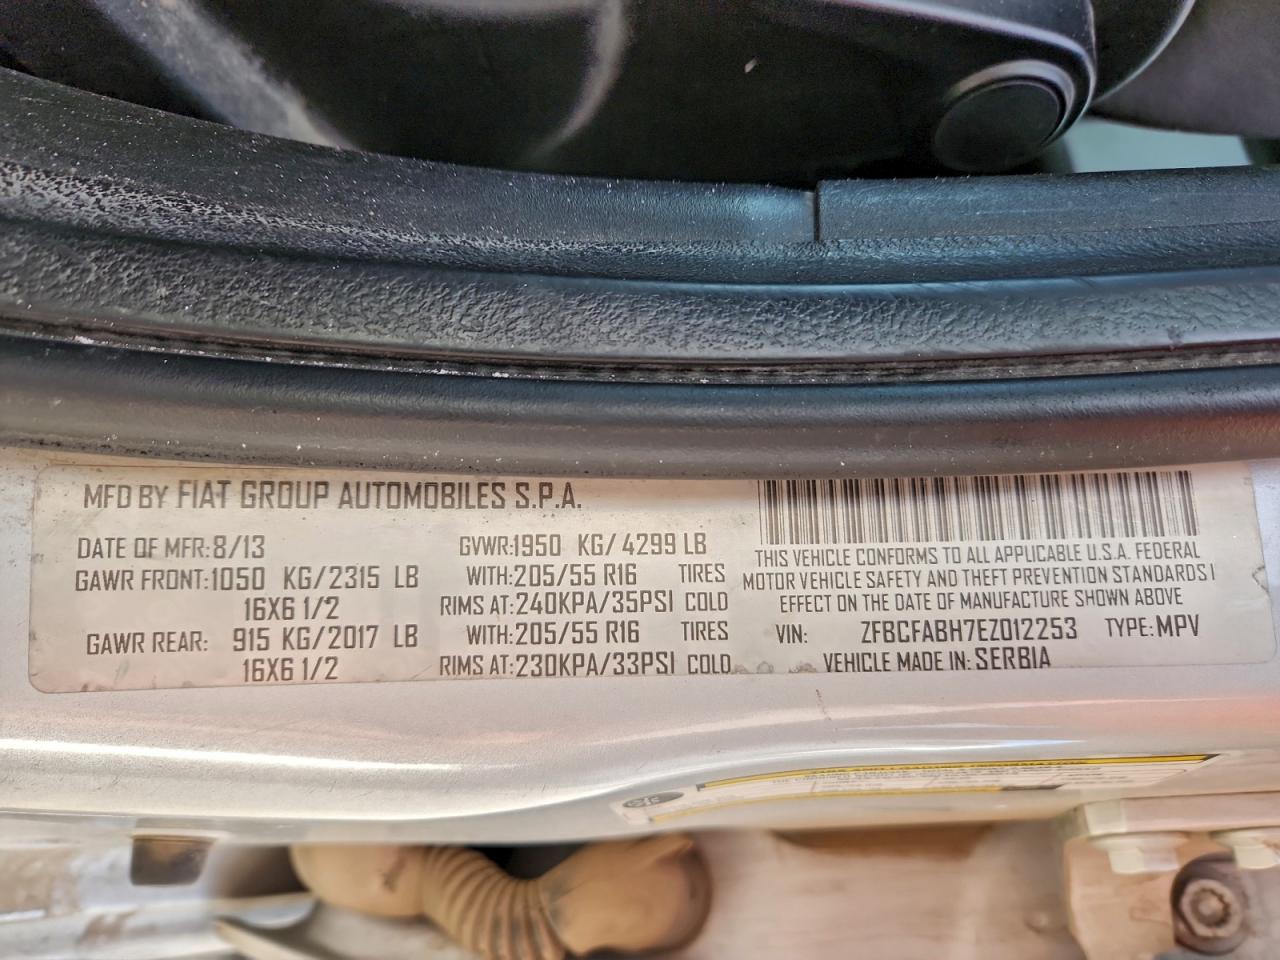 MFD BY FIAT GROUP AUTOMOBILES S.P.A.
DATE OF MFR: 8/13 GVWR: 1950 KG/ 4299 LB
GAWR FRONT: 1050 KG/2315 LB WITH: 205/55 R16 TIRES
16X6 1/2 RIMS AT: 240KPA/35PSI COLD
GAWR REAR: 915 KG/2017 LB WITH: 205/55 R16 TIRES
16X6 1/2 RIMS AT: 230KPA/33PSI COLD
THIS VEHICLE CONFORMS TO ALL APPLICABLE U.S.A. FEDERAL
MOTOR VEHICLE SAFETY AND THEFT PREVENTION STANDARDS I
EFFECT ON THE DATE OF MANUFACTURE SHOWN ABOVE
VIN: ZFBCFABH7EZ012253 TYPE: MPV
VEHICLE MADE IN: SERBIA